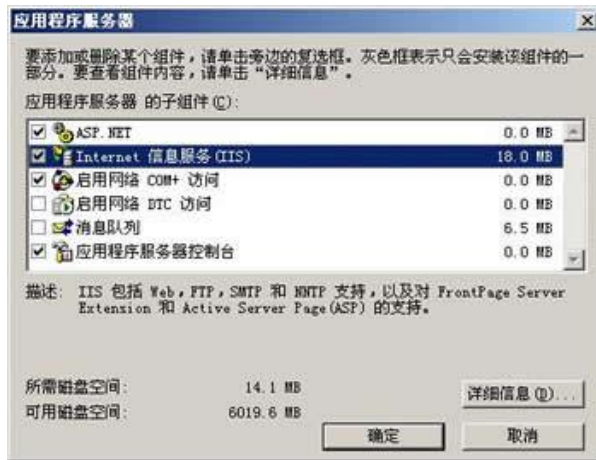 应用程序服务器
要添加或删除某个组件，请单击旁边的复选框。灰色框表示只会安装该组件的一
部分。要查看组件内容，请单击“详细信息”。
应用程序服务器 的子组件(C):
ASP.NET 0.0 MB
Internet 信息服务(IIS) 18.0 MB
启用网络 COM+ 访问 0.0 MB
启用网络 DTC 访问 0.0 MB
消息队列 6.5 MB
应用程序服务器控制台 0.0 MB
描述: IIS 包括 Web，FTP，SMTP 和 NNTP 支持，以及对 FrontPage Server
Extension 和 Active Server Page(ASP) 的支持。
所需磁盘空间: 14.1 MB
详细信息(D)...
可用磁盘空间: 6019.6 MB
确定 取消